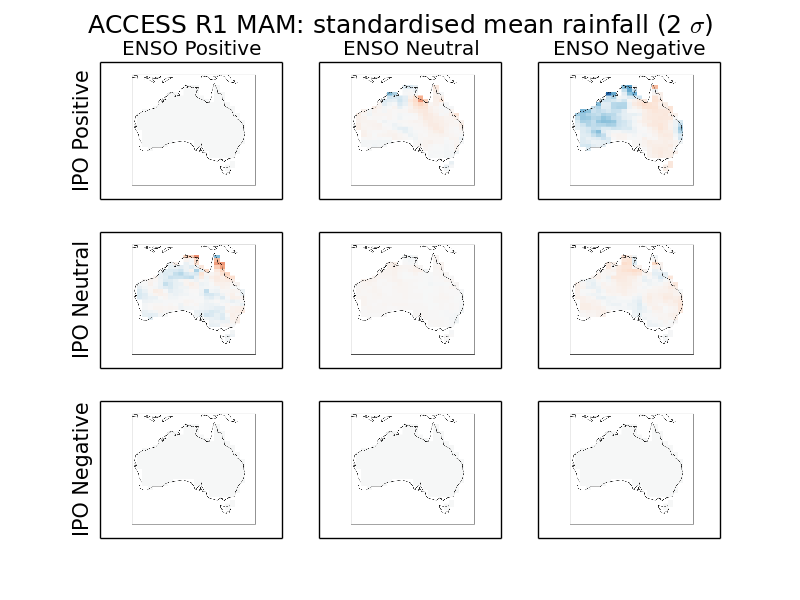 ACCESS R1 MAM: standardised mean rainfall (2 σ)
ENSO Positive
ENSO Neutral
ENSO Negative
IPO Positive
IPO Neutral
IPO Negative